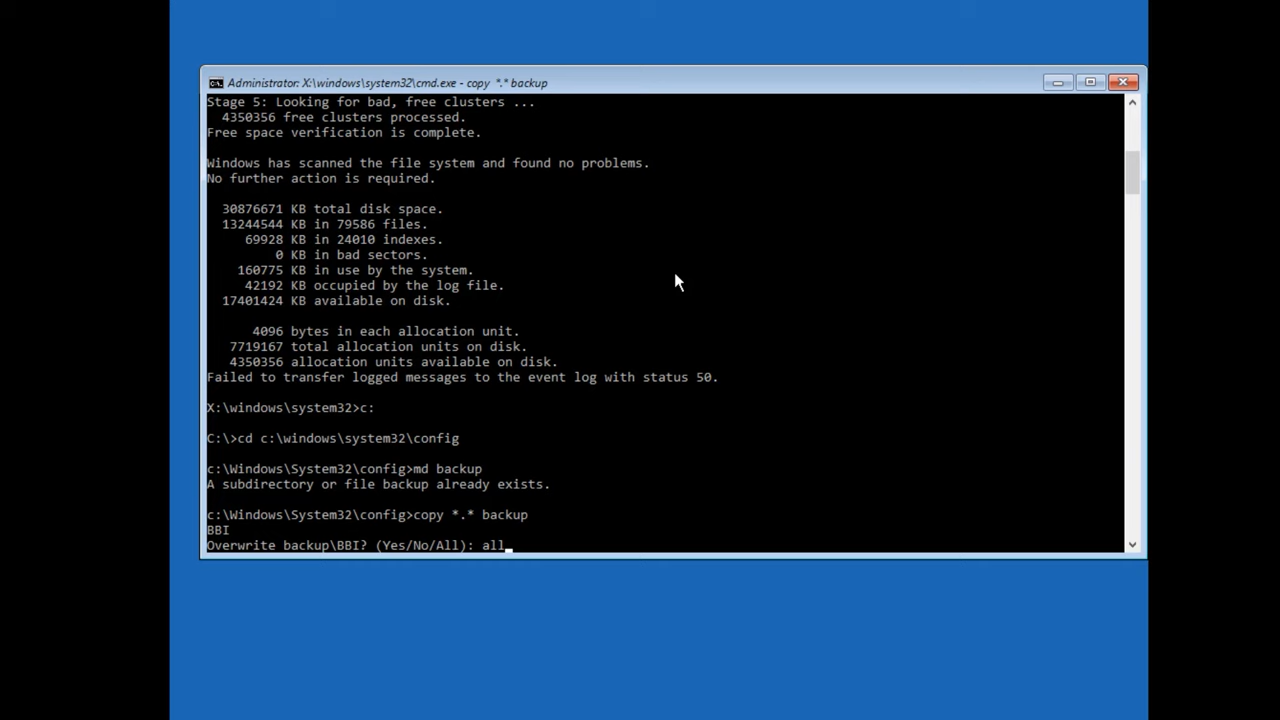 Administrator: X:\windows\system32\cmd.exe - copy *.* backup
Stage 5: Looking for bad, free clusters ...
4350356 free clusters processed.
Free space verification is complete.
Windows has scanned the file system and found no problems.
No further action is required.
30876671 KB total disk space.
13244544 KB in 79586 files.
69928 KB in 24010 indexes.
0 KB in bad sectors.
160775 KB in use by the system.
42192 KB occupied by the log file.
17401424 KB available on disk.
4096 bytes in each allocation unit.
7719167 total allocation units on disk.
4350356 allocation units available on disk.
Failed to transfer logged messages to the event log with status 50.
X:\windows\system32>c:
C:\>cd c:\windows\system32\config
c:\Windows\System32\config>md backup
A subdirectory or file backup already exists.
c:\Windows\System32\config>copy *.* backup
BBI
Overwrite backup\BBI? (Yes/No/All): all